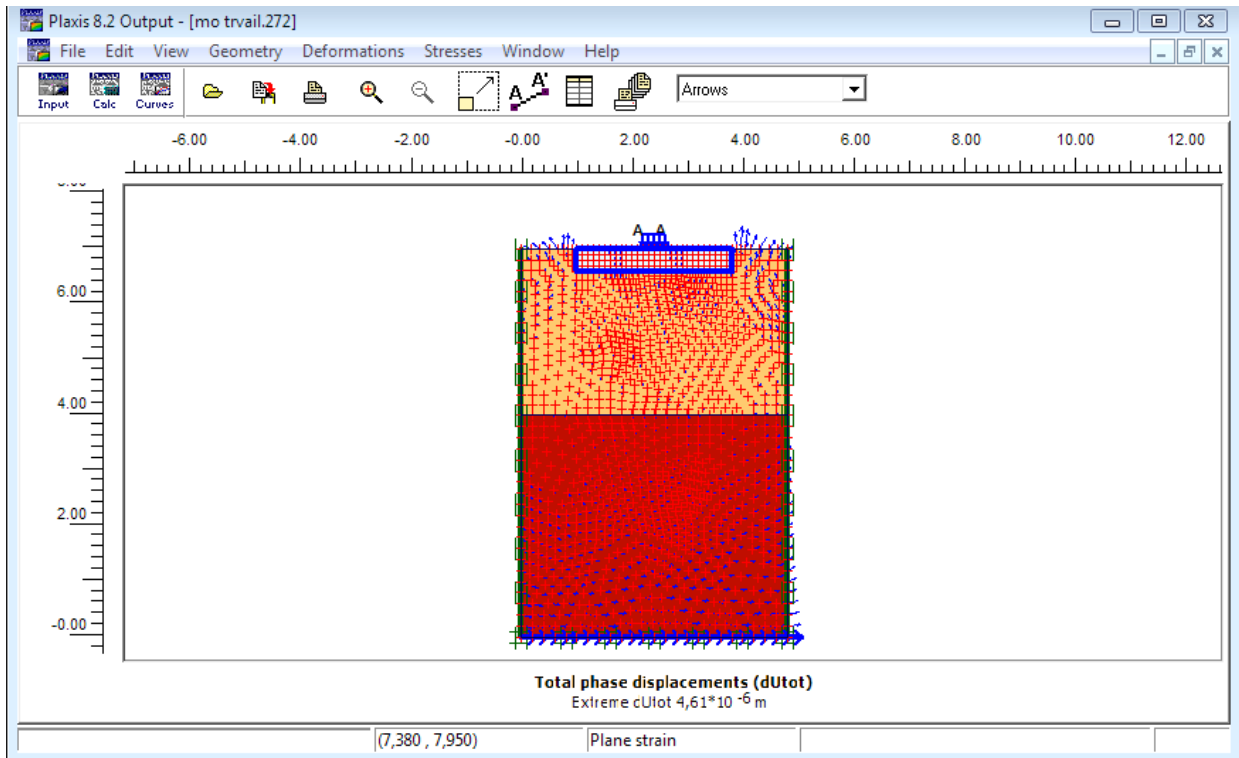 Plaxis 8.2 Output - [mo trvail.272]
File Edit View Geometry Deformations Stresses Window Help
Input Calc Curves A A' Arrows
-6.00 -4.00 -2.00 -0.00 2.00 4.00 6.00 8.00 10.00 12.00
A A
6.00
4.00
2.00
-0.00
Total phase displacements (dUtot)
Extreme cUtot 4,61*10 -6 m
(7,380 , 7,950) Plane strain